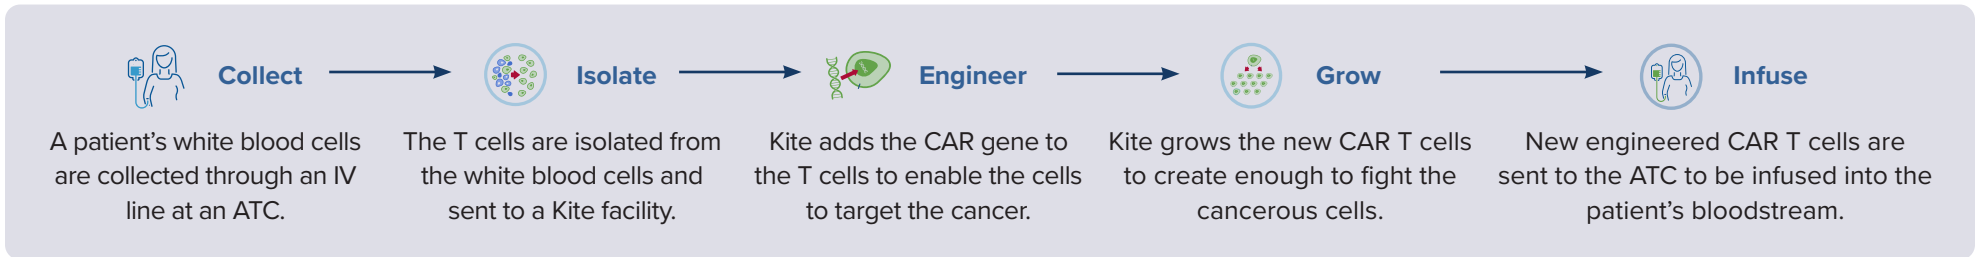 Collect
A patient's white blood cells
are collected through an IV
line at an ATC.
Isolate
The T cells are isolated from
the white blood cells and
sent to a Kite facility.
Engineer
Kite adds the CAR gene to
the T cells to enable the cells
to target the cancer.
Grow
Kite grows the new CAR T cells
to create enough to fight the
cancerous cells.
Infuse
New engineered CAR T cells are
sent to the ATC to be infused into the
patient's bloodstream.